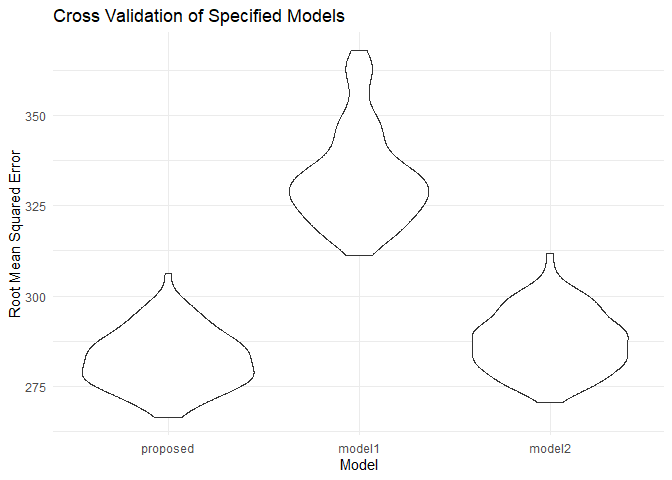 Cross Validation of Specified Models
Root Mean Squared Error
350
325
300
275
proposed
model1
model2
Model